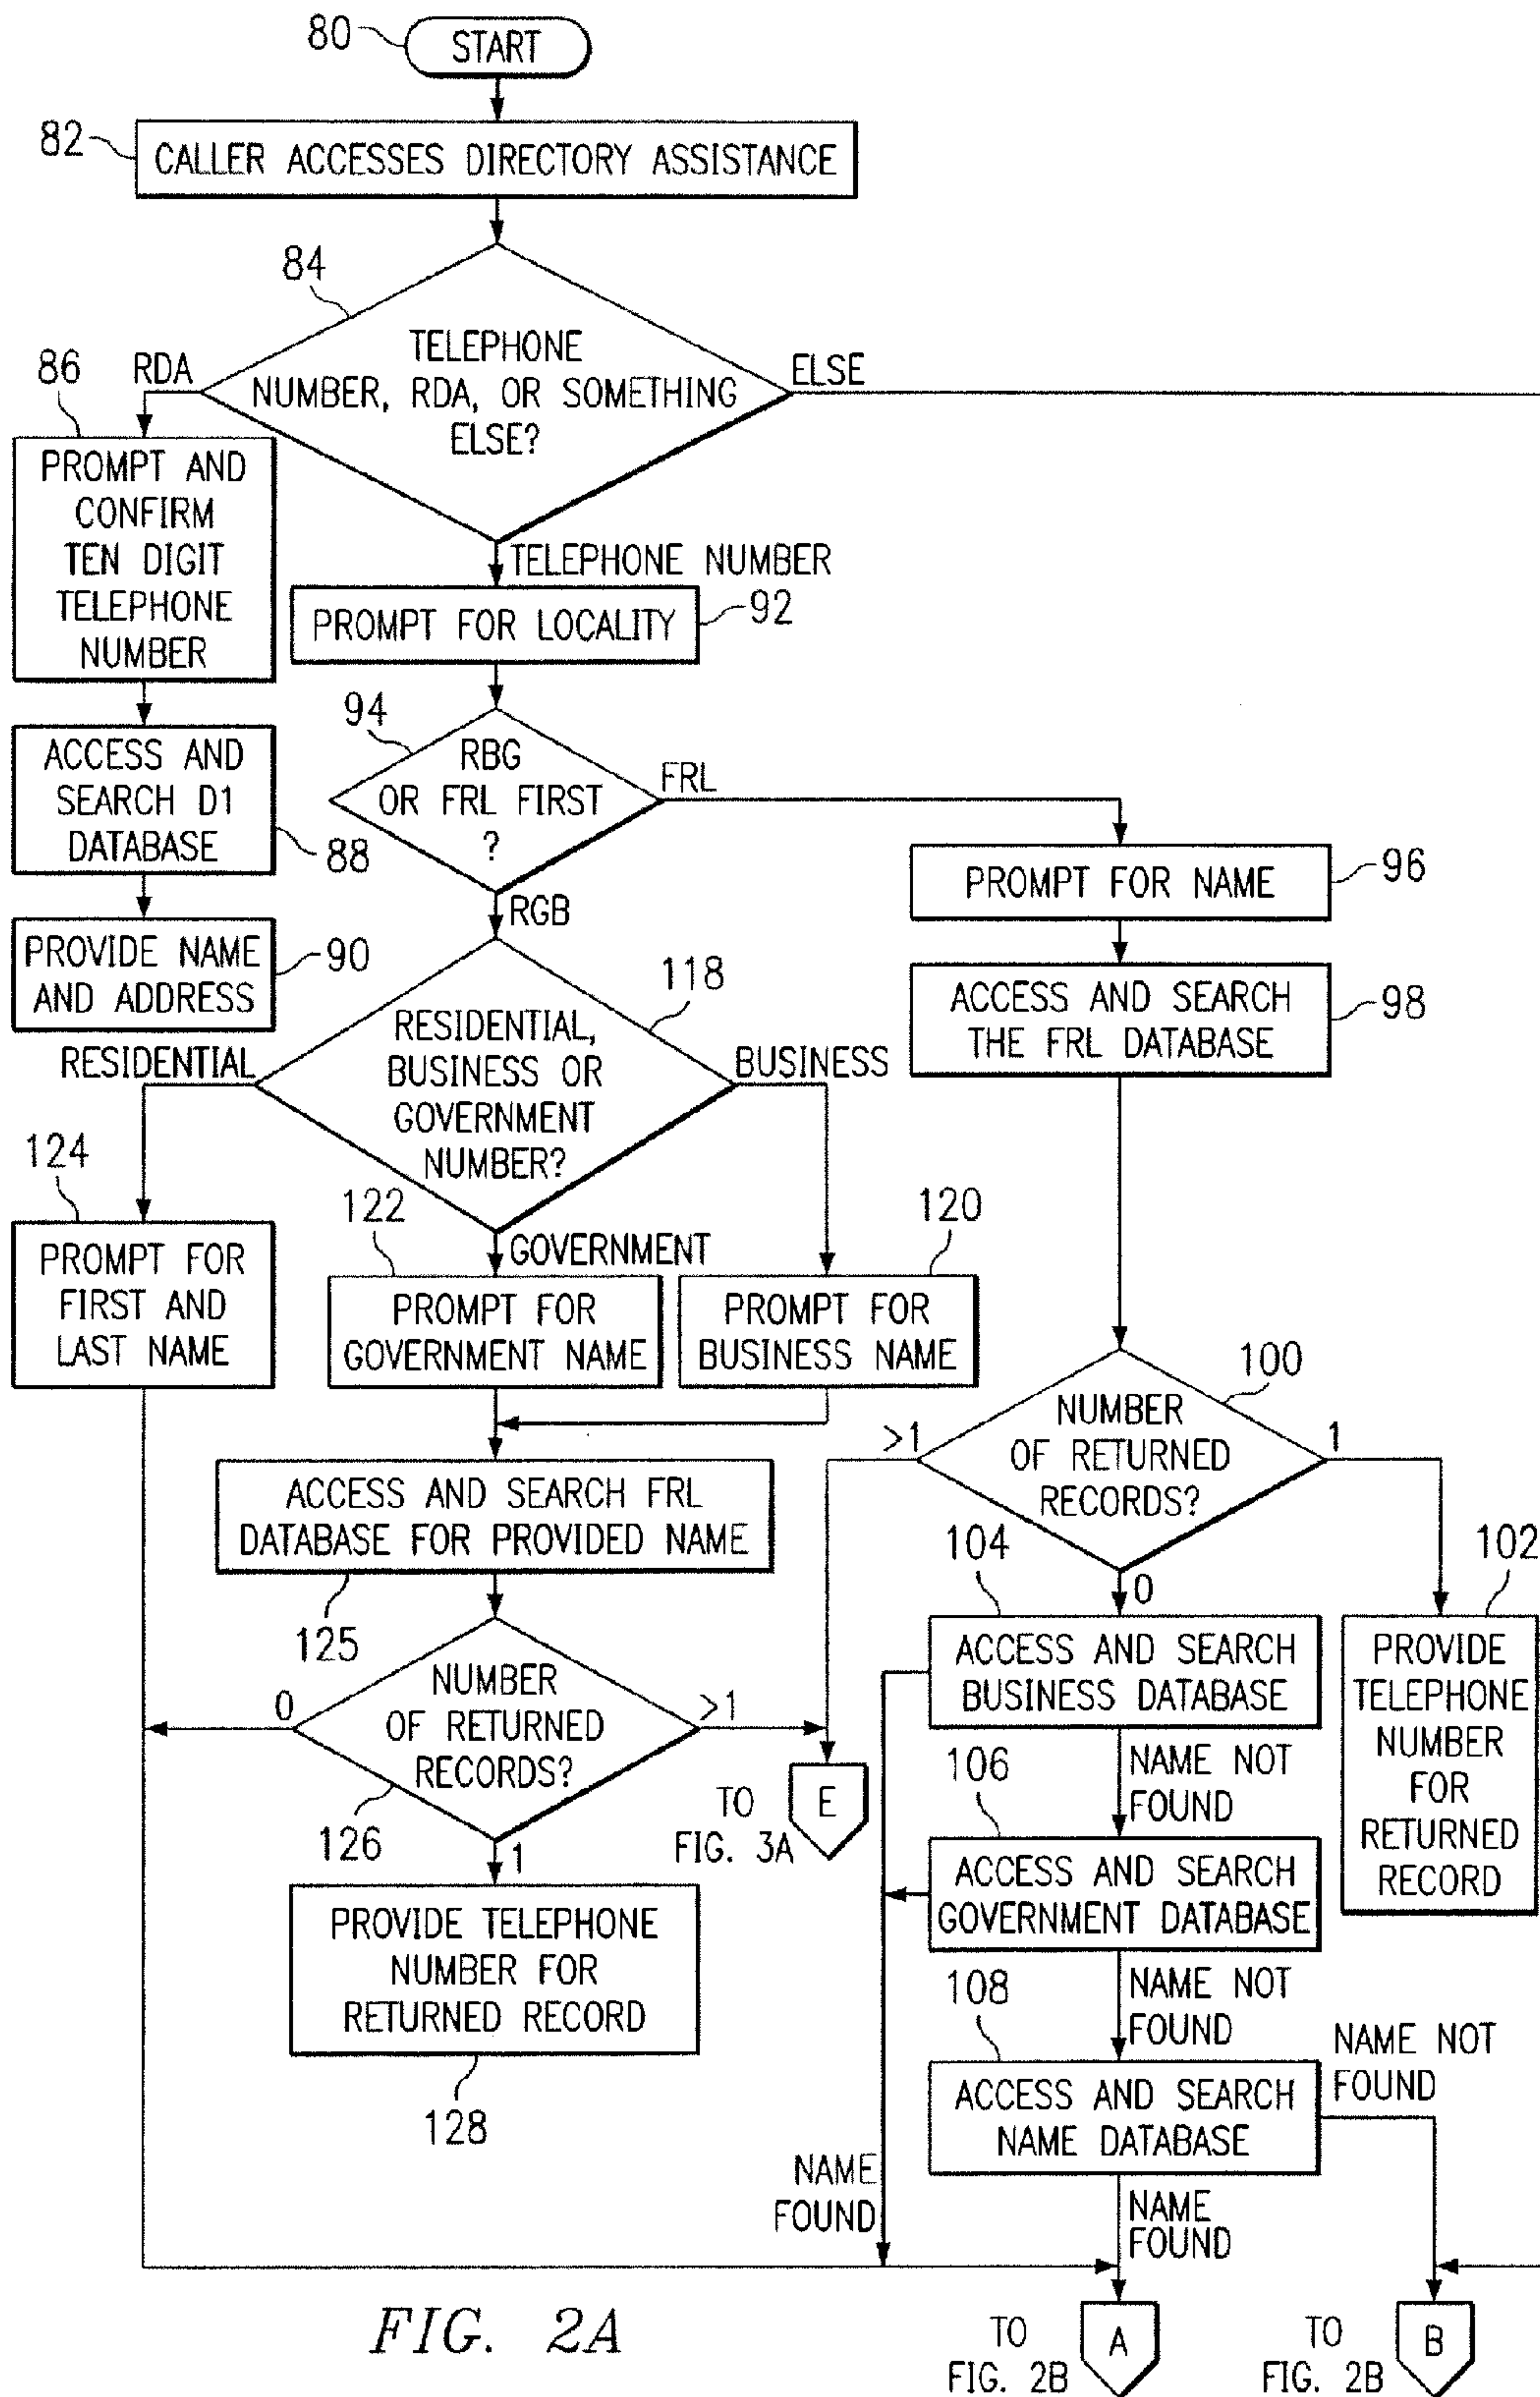 80
START
82
CALLER ACCESSES DIRECTORY ASSISTANCE
84
TELEPHONE
NUMBER, RDA, OR SOMETHING
ELSE?
RDA
ELSE
86
PROMPT AND
CONFIRM
TEN DIGIT
TELEPHONE
NUMBER
TELEPHONE NUMBER
PROMPT FOR LOCALITY
92
94
RBG
OR FRL FIRST
?
FRL
ACCESS AND
SEARCH D1
DATABASE
88
RGB
PROMPT FOR NAME
96
PROVIDE NAME
AND ADDRESS
90
118
ACCESS AND SEARCH
THE FRL DATABASE
98
RESIDENTIAL
RESIDENTIAL,
BUSINESS OR
GOVERNMENT
NUMBER?
BUSINESS
124
PROMPT FOR
FIRST AND
LAST NAME
122
GOVERNMENT
PROMPT FOR
GOVERNMENT NAME
120
PROMPT FOR
BUSINESS NAME
100
NUMBER
OF RETURNED
RECORDS?
>1
1
0
ACCESS AND SEARCH FRL
DATABASE FOR PROVIDED NAME
125
102
PROVIDE
TELEPHONE
NUMBER
FOR
RETURNED
RECORD
104
ACCESS AND SEARCH
BUSINESS DATABASE
NUMBER
OF RETURNED
RECORDS?
0
>1
126
1
TO
FIG. 3A
E
NAME NOT
FOUND
106
ACCESS AND SEARCH
GOVERNMENT DATABASE
PROVIDE TELEPHONE
NUMBER FOR
RETURNED RECORD
128
NAME NOT
FOUND
108
ACCESS AND SEARCH
NAME DATABASE
NAME NOT
FOUND
NAME
FOUND
NAME
FOUND
FIG. 2A
TO
FIG. 2B
A
TO
FIG. 2B
B